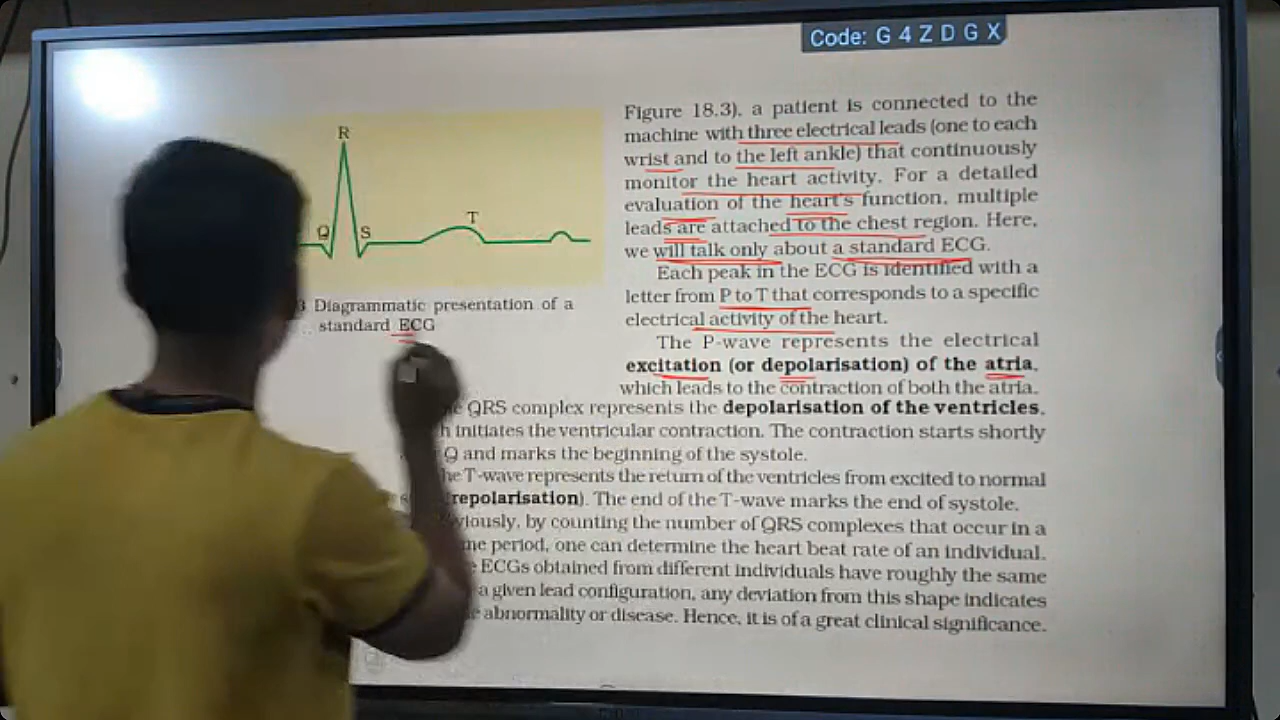 Code: G 4 Z D G X
R
Q
S
T
3 Diagrammatic presentation of a
standard ECG
Figure 18.3), a patient is connected to the
machine with three electrical leads (one to each
wrist and to the left ankle) that continuously
monitor the heart activity. For a detailed
evaluation of the heart's function, multiple
leads are attached to the chest region. Here,
we will talk only about a standard ECG.
Each peak in the ECG is identified with a
letter from P to T that corresponds to a specific
electrical activity of the heart.
The P-wave represents the electrical
excitation (or depolarisation) of the atria,
which leads to the contraction of both the atria.
QRS complex represents the depolarisation of the ventricles,
initiates the ventricular contraction. The contraction starts shortly
Q and marks the beginning of the systole.
T-wave represents the return of the ventricles from excited to normal
repolarisation). The end of the T-wave marks the end of systole.
by counting the number of QRS complexes that occur in a
period, one can determine the heart beat rate of an individual.
ECGs obtained from different individuals have roughly the same
a given lead configuration, any deviation from this shape indicates
abnormality or disease. Hence, it is of a great clinical significance.